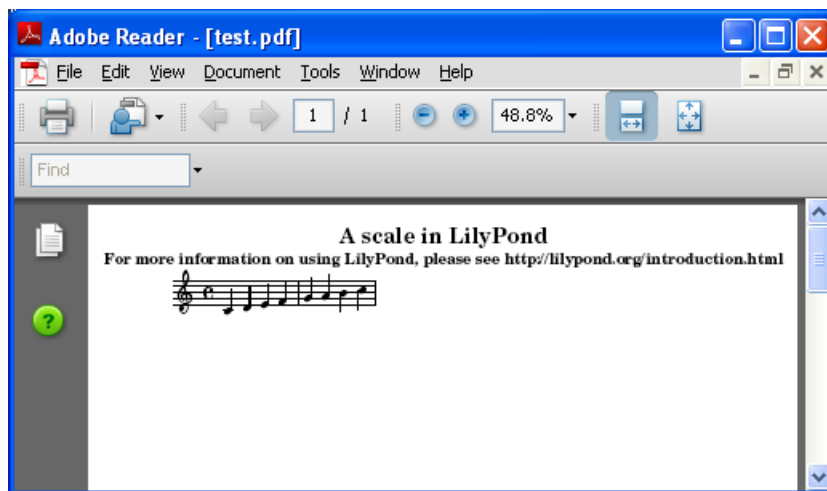 Adobe Reader - [test.pdf]
File Edit View Document Tools Window Help
1 / 1 48.8%
Find
A scale in LilyPond
For more information on using LilyPond, please see http://lilypond.org/introduction.html